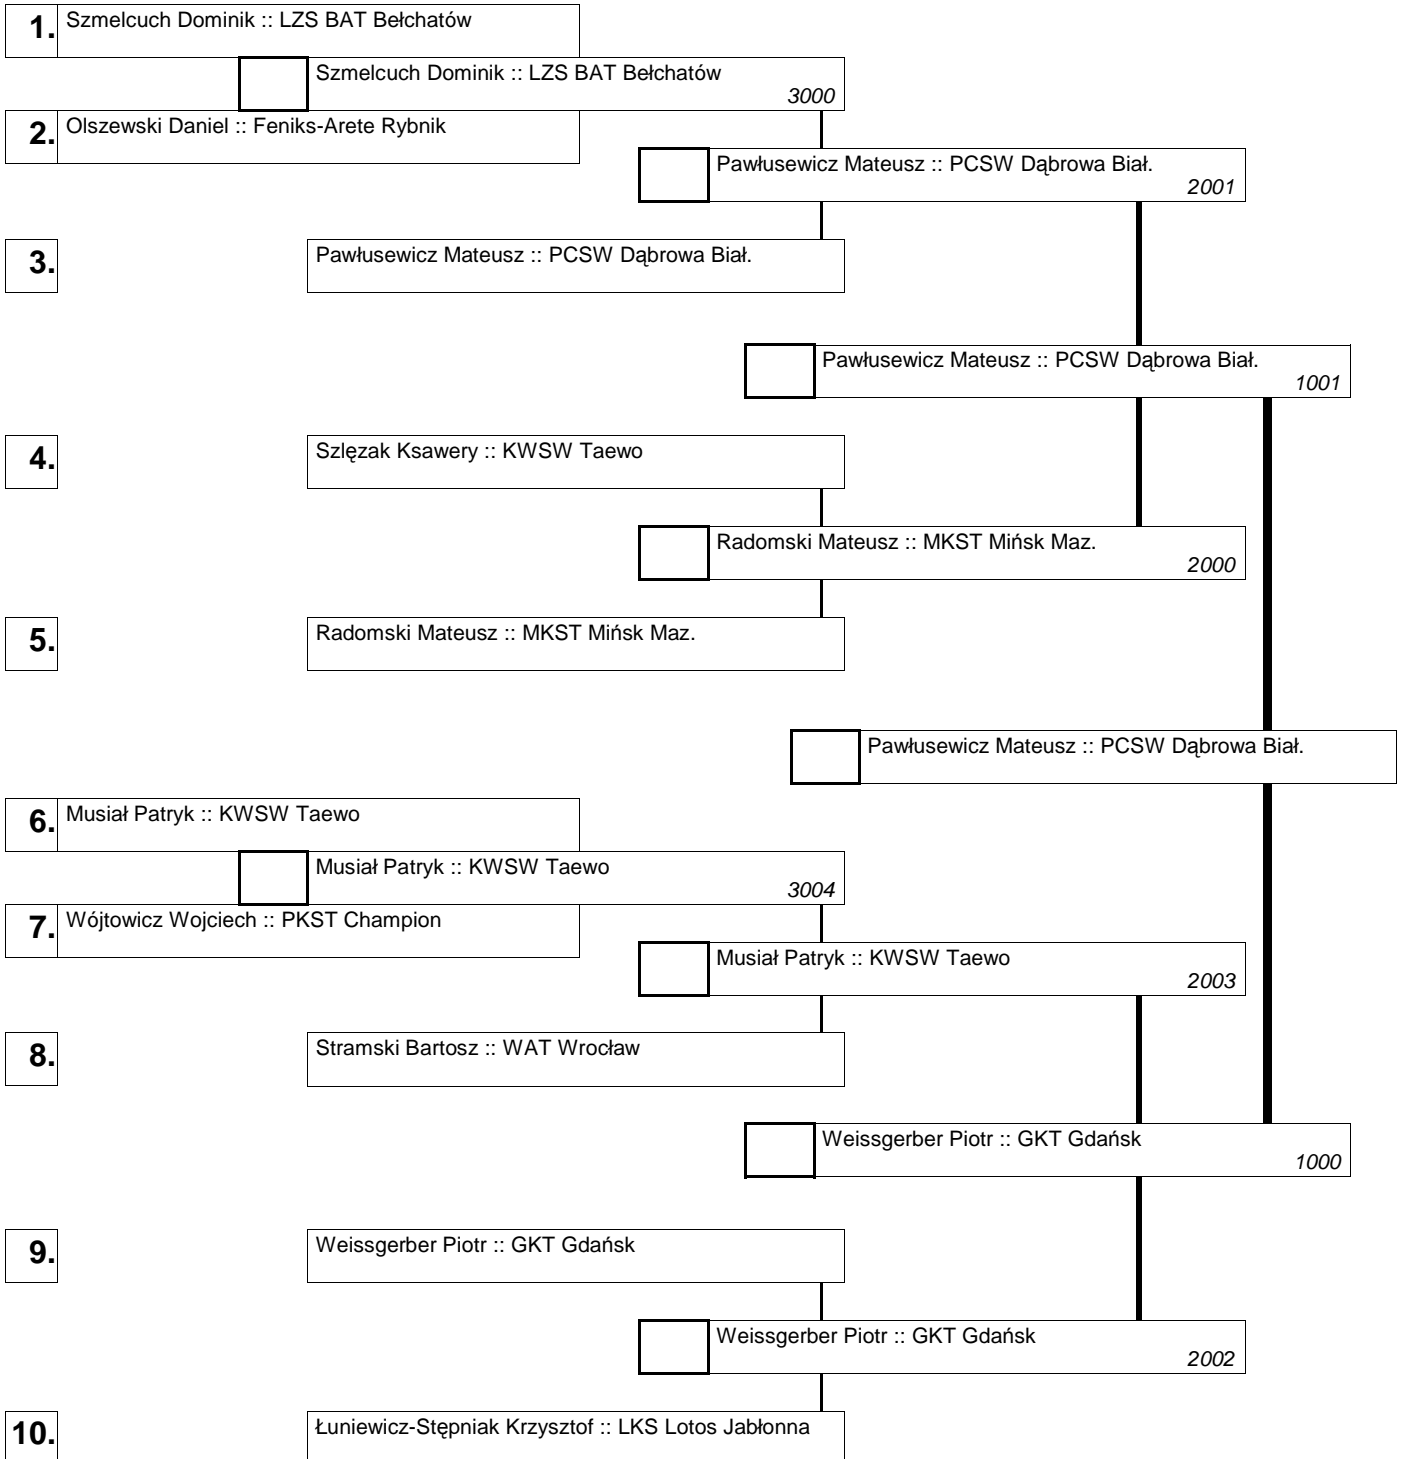 1. Szmelcuch Dominik :: LZS BAT Bełchatów
Szmelcuch Dominik :: LZS BAT Bełchatów
3000
2. Olszewski Daniel :: Feniks-Arete Rybnik
Pawłusewicz Mateusz :: PCSW Dąbrowa Biał.
2001
3. Pawłusewicz Mateusz :: PCSW Dąbrowa Biał.
Pawłusewicz Mateusz :: PCSW Dąbrowa Biał.
1001
4. Szlęzak Ksawery :: KWSW Taewo
Radomski Mateusz :: MKST Mińsk Maz.
2000
5. Radomski Mateusz :: MKST Mińsk Maz.
Pawłusewicz Mateusz :: PCSW Dąbrowa Biał.
6. Musiał Patryk :: KWSW Taewo
Musiał Patryk :: KWSW Taewo
3004
7. Wójtowicz Wojciech :: PKST Champion
Musiał Patryk :: KWSW Taewo
2003
8. Stramski Bartosz :: WAT Wrocław
Weissgerber Piotr :: GKT Gdańsk
1000
9. Weissgerber Piotr :: GKT Gdańsk
Weissgerber Piotr :: GKT Gdańsk
2002
10. Łuniewicz-Stępniak Krzysztof :: LKS Lotos Jabłonna